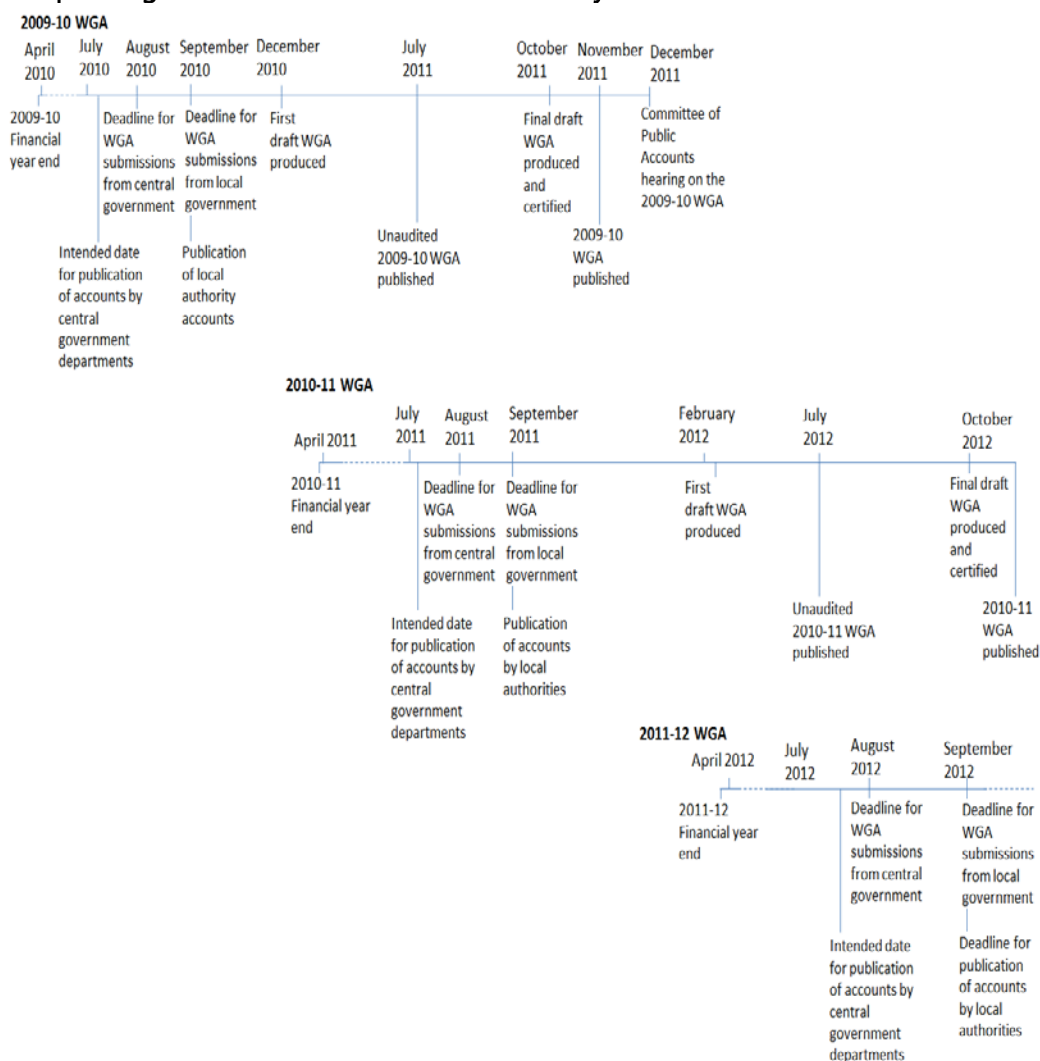 2009-10 WGA
April
2010
July
2010
August
2010
September
2010
December
2010
July
2011
October
2011
November
2011
December
2011
2009-10
Financial
year end
Deadline for
WGA
submissions
from central
government
Deadline for
WGA
submissions
from local
government
First
draft WGA
produced
Final draft
WGA
produced
and
certified
Committee of
Public
Accounts
hearing on the
2009-10 WGA
Intended date
for publication
of accounts by
central
government
departments
Publication
of local
authority
accounts
Unaudited
2009-10 WGA
published
2009-10
WGA
published
2010-11 WGA
April 2011
July
2011
August
2011
September
2011
February
2012
July
2012
October
2012
2010-11
Financial year
end
Deadline for
WGA
submissions
from central
government
Deadline for
WGA
submissions
from local
government
First
draft WGA
produced
Final draft
WGA
produced
and
certified
Intended date
for publication
of accounts by
central
government
departments
Publication
of accounts
by local
authorities
Unaudited
2010-11 WGA
published
2010-11
WGA
published
2011-12 WGA
April 2012
July
2012
August
2012
September
2012
2011-12
Financial year
end
Deadline for
WGA
submissions
from central
government
Deadline for
WGA
submissions
from local
government
Intended date
for publication
of accounts by
central
government
departments
Deadline for
publication
of accounts
by local
authorities